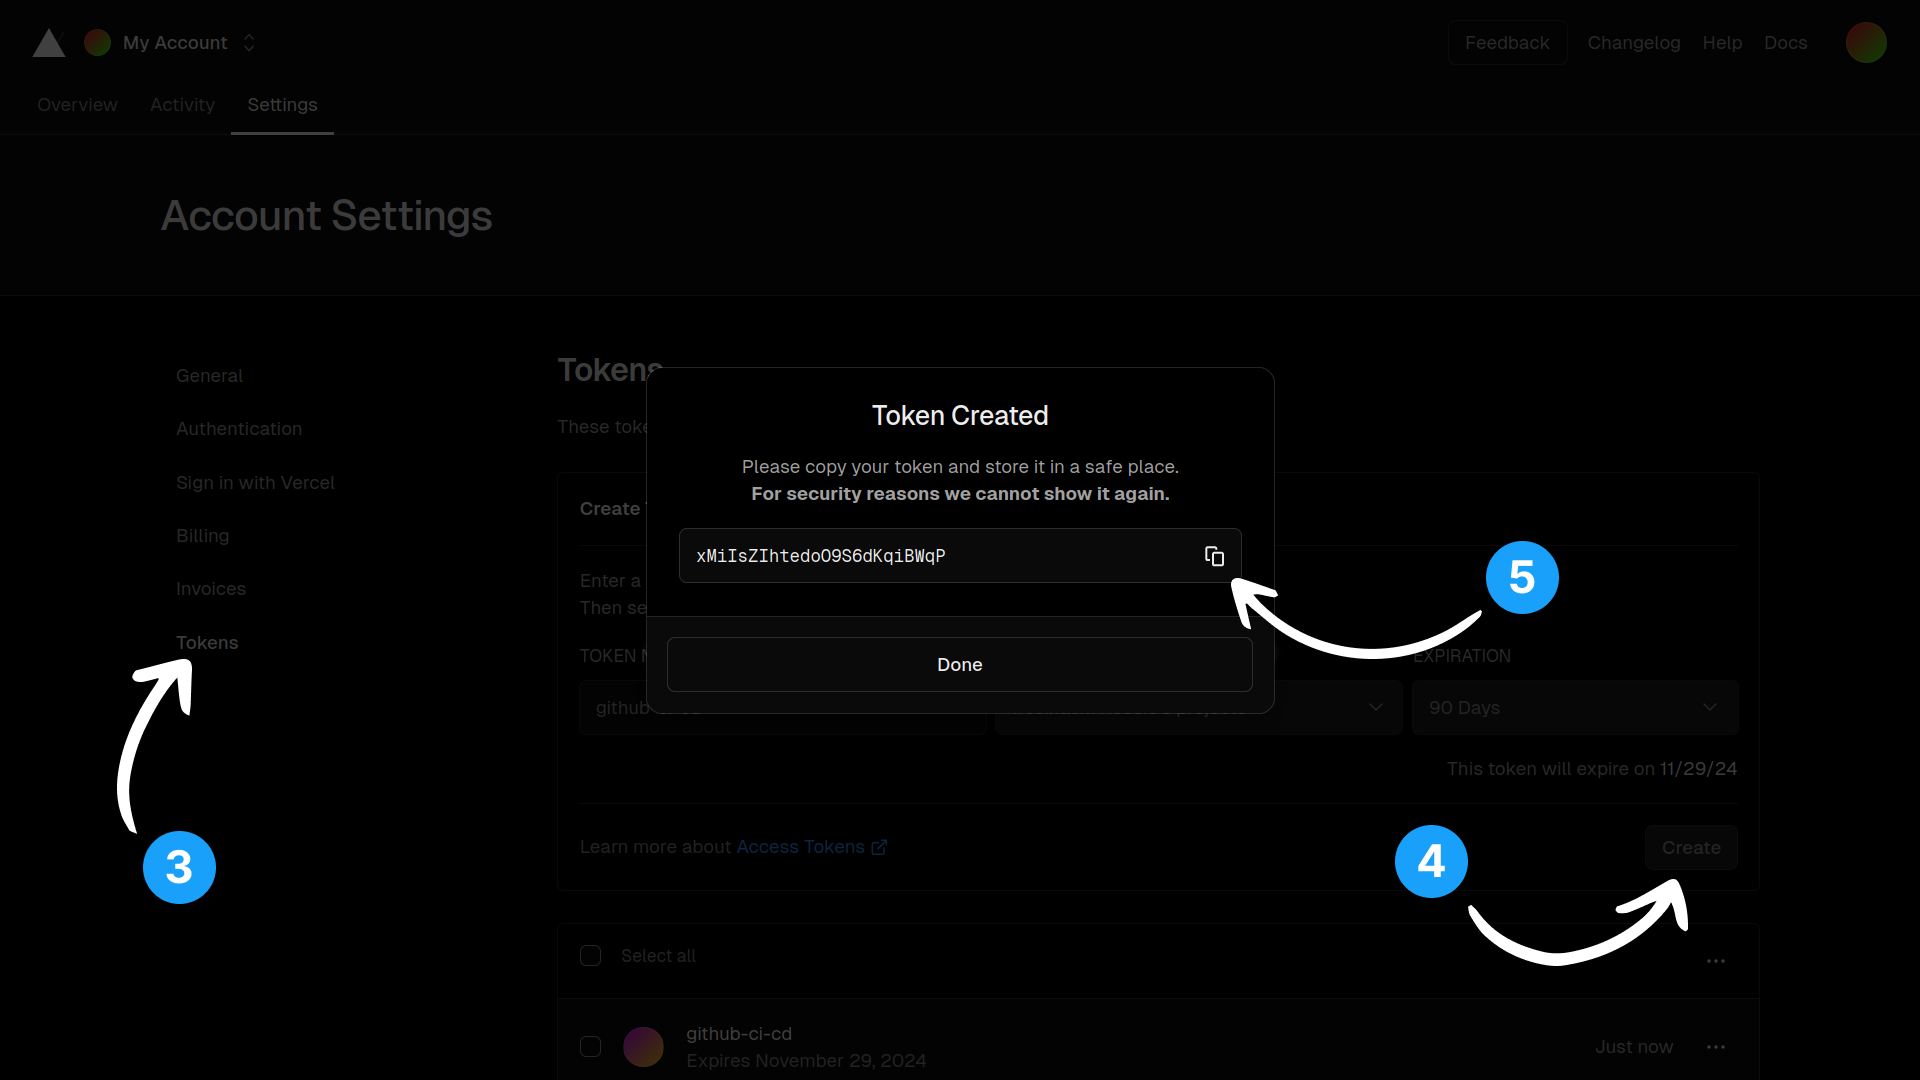 My Account
Feedback
Changelog
Help
Docs
Overview
Activity
Settings
Account Settings
General
Authentication
Sign in with Vercel
Billing
Invoices
Tokens
Tokens
These
Token Created
Please copy your token and store it in a safe place.
For security reasons we cannot show it again.
xMiIsZIhtedoO9S6dKqiBWqP
Done
Create
Enter a
Then
TOKEN
EXPIRATION
90 Days
This token will expire on 11/29/24
Learn more about Access Tokens
Create
3
4
5
Select all
github-ci-cd
Expires November 29, 2024
Just now